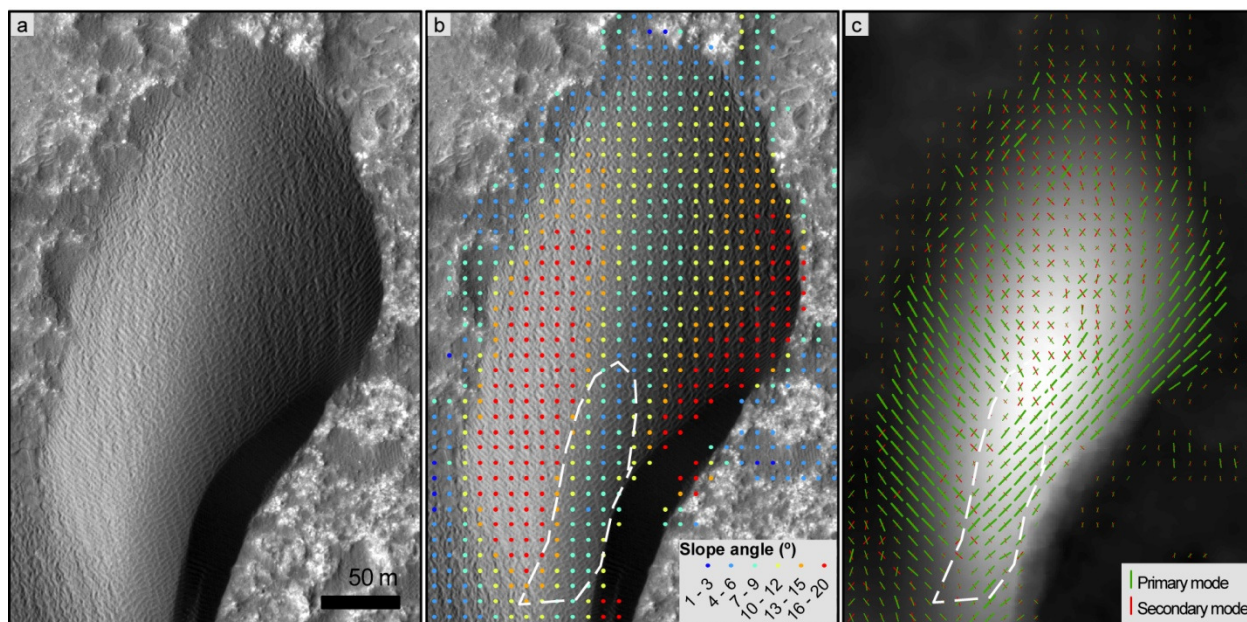 a
b
c
50 m
Slope angle (º)
1 - 3
4 - 6
7 - 9
10 - 12
13 - 15
16 - 20
Primary mode
Secondary mode